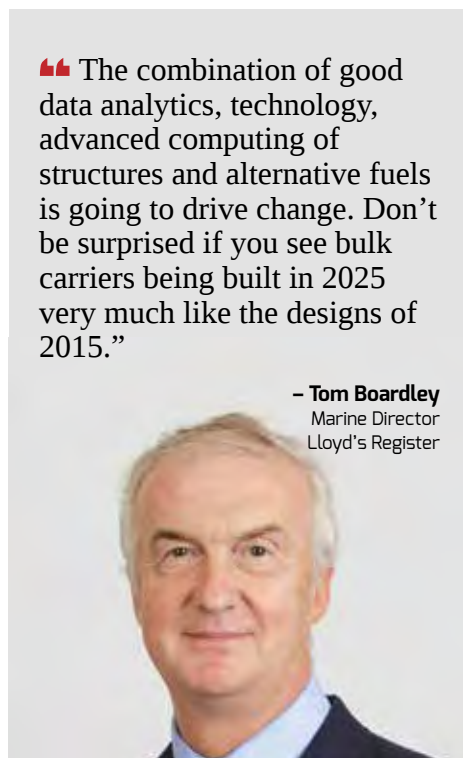 “ The combination of good
data analytics, technology,
advanced computing of
structures and alternative fuels
is going to drive change. Don’t
be surprised if you see bulk
carriers being built in 2025
very much like the designs of
2015.”
– Tom Boardley
Marine Director
Lloyd’s Register